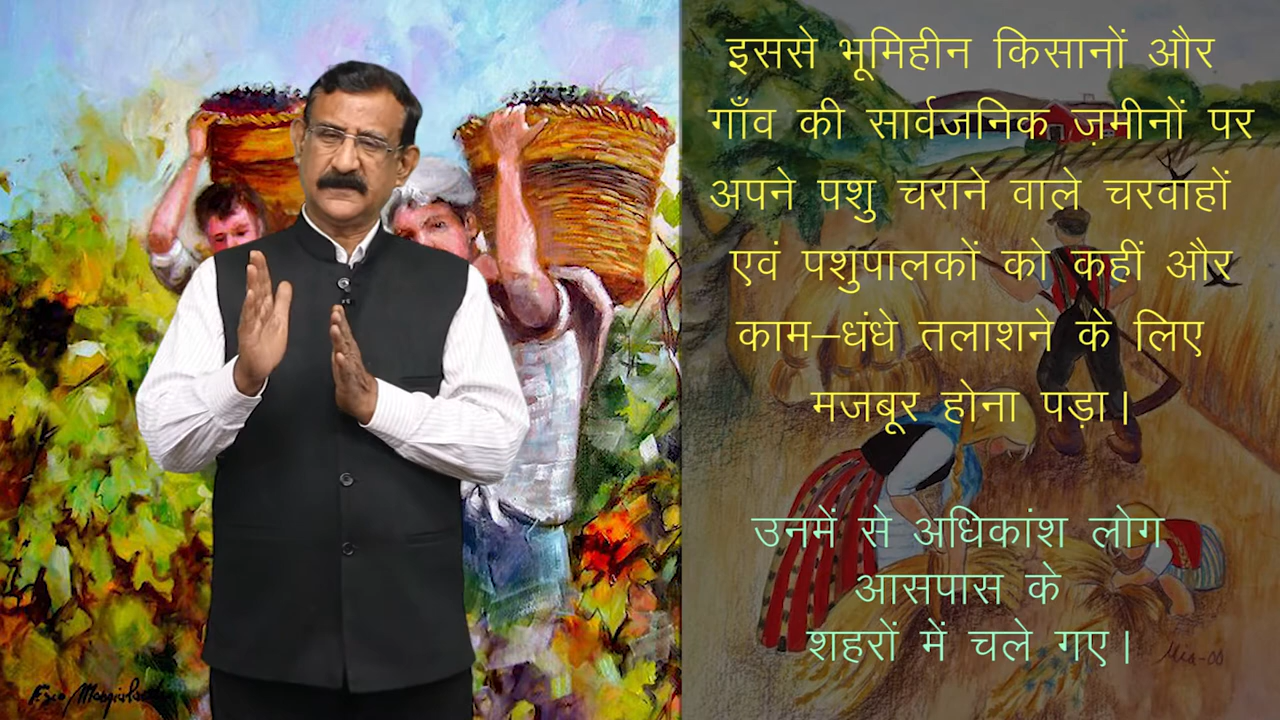 इससे भूमिहीन किसानों और
गाँव की सार्वजनिक ज़मीनों पर
अपने पशु चराने वाले चरवाहों
एवं पशुपालकों को कहीं और
काम–धंधे तलाशने के लिए
मजबूर होना पड़ा।
उनमें से अधिकांश लोग
आसपास के
शहरों में चले गए।